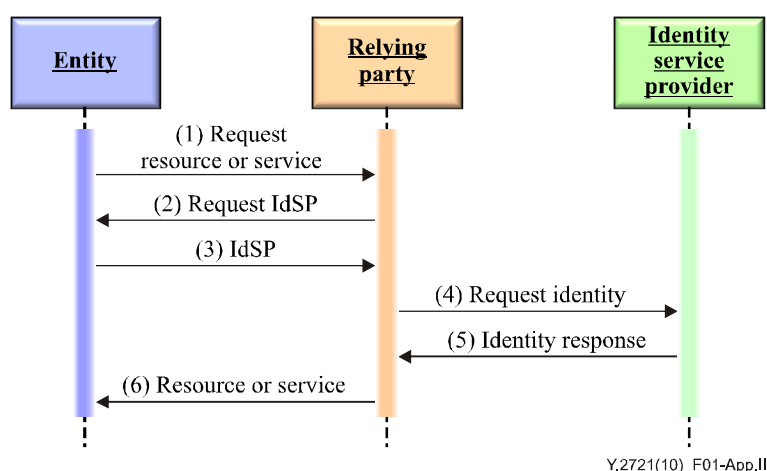 Entity
Relying
party
Identity
service
provider
(1) Request
resource or service
(2) Request IdSP
(3) IdSP
(4) Request identity
(5) Identity response
(6) Resource or service
Y.2721(10)_F01-App.II